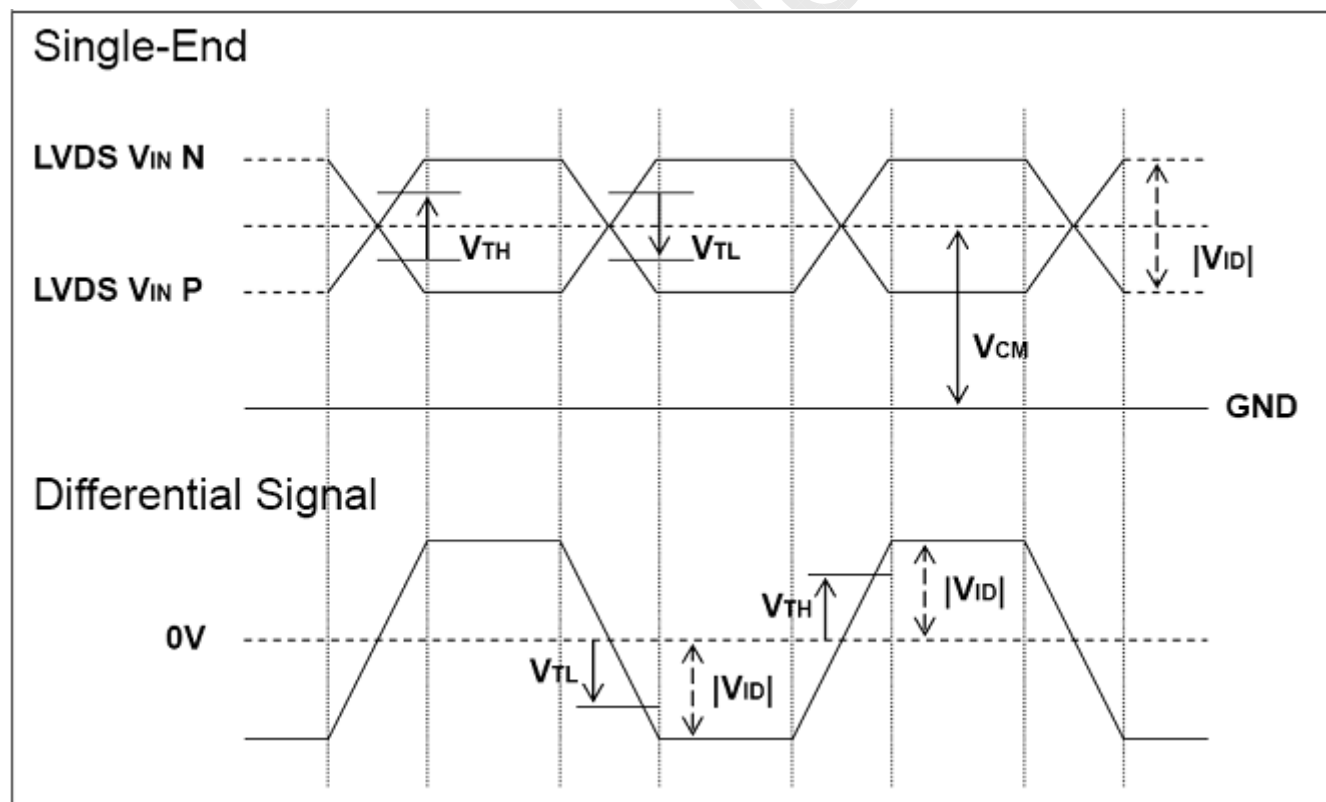 Single-End
LVDS VIN N
VTH
VTL
|VID|
LVDS VIN P
VCM
GND
Differential Signal
VTH
|VID|
0V
VTL
|VID|